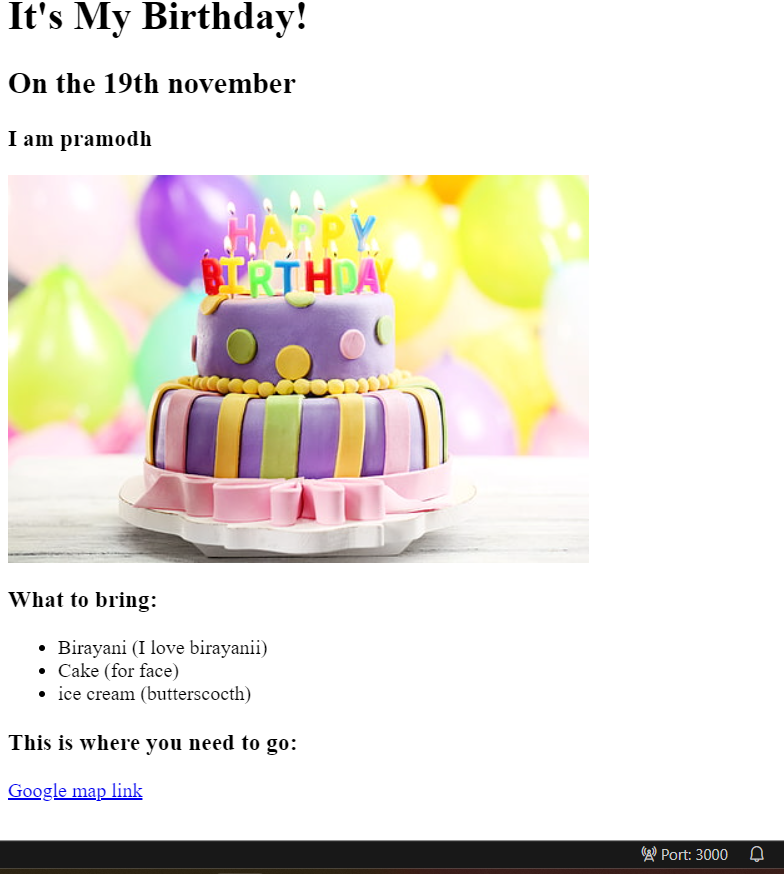 It's My Birthday!
On the 19th november
I am pramodh
HAPPY
BIRTHDAY
What to bring:
Birayani (I love birayanii)
Cake (for face)
ice cream (butterscocth)
This is where you need to go:
Google map link
Port: 3000